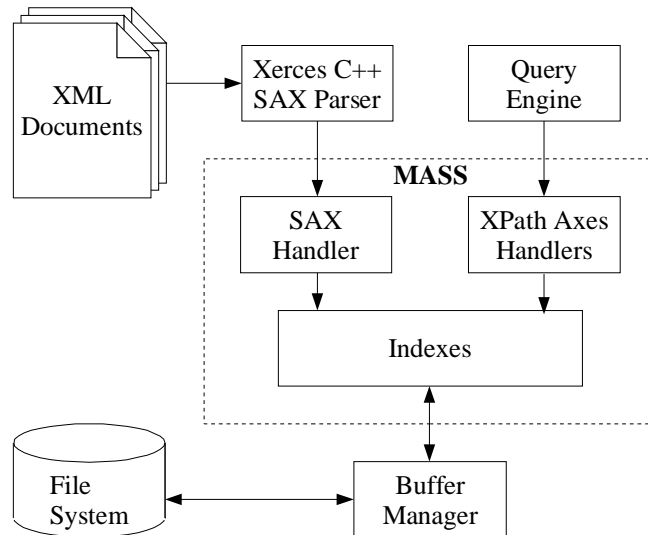 XML
Documents
Xerces C++
SAX Parser
Query
Engine
MASS
SAX
Handler
XPath Axes
Handlers
Indexes
File
System
Buffer
Manager